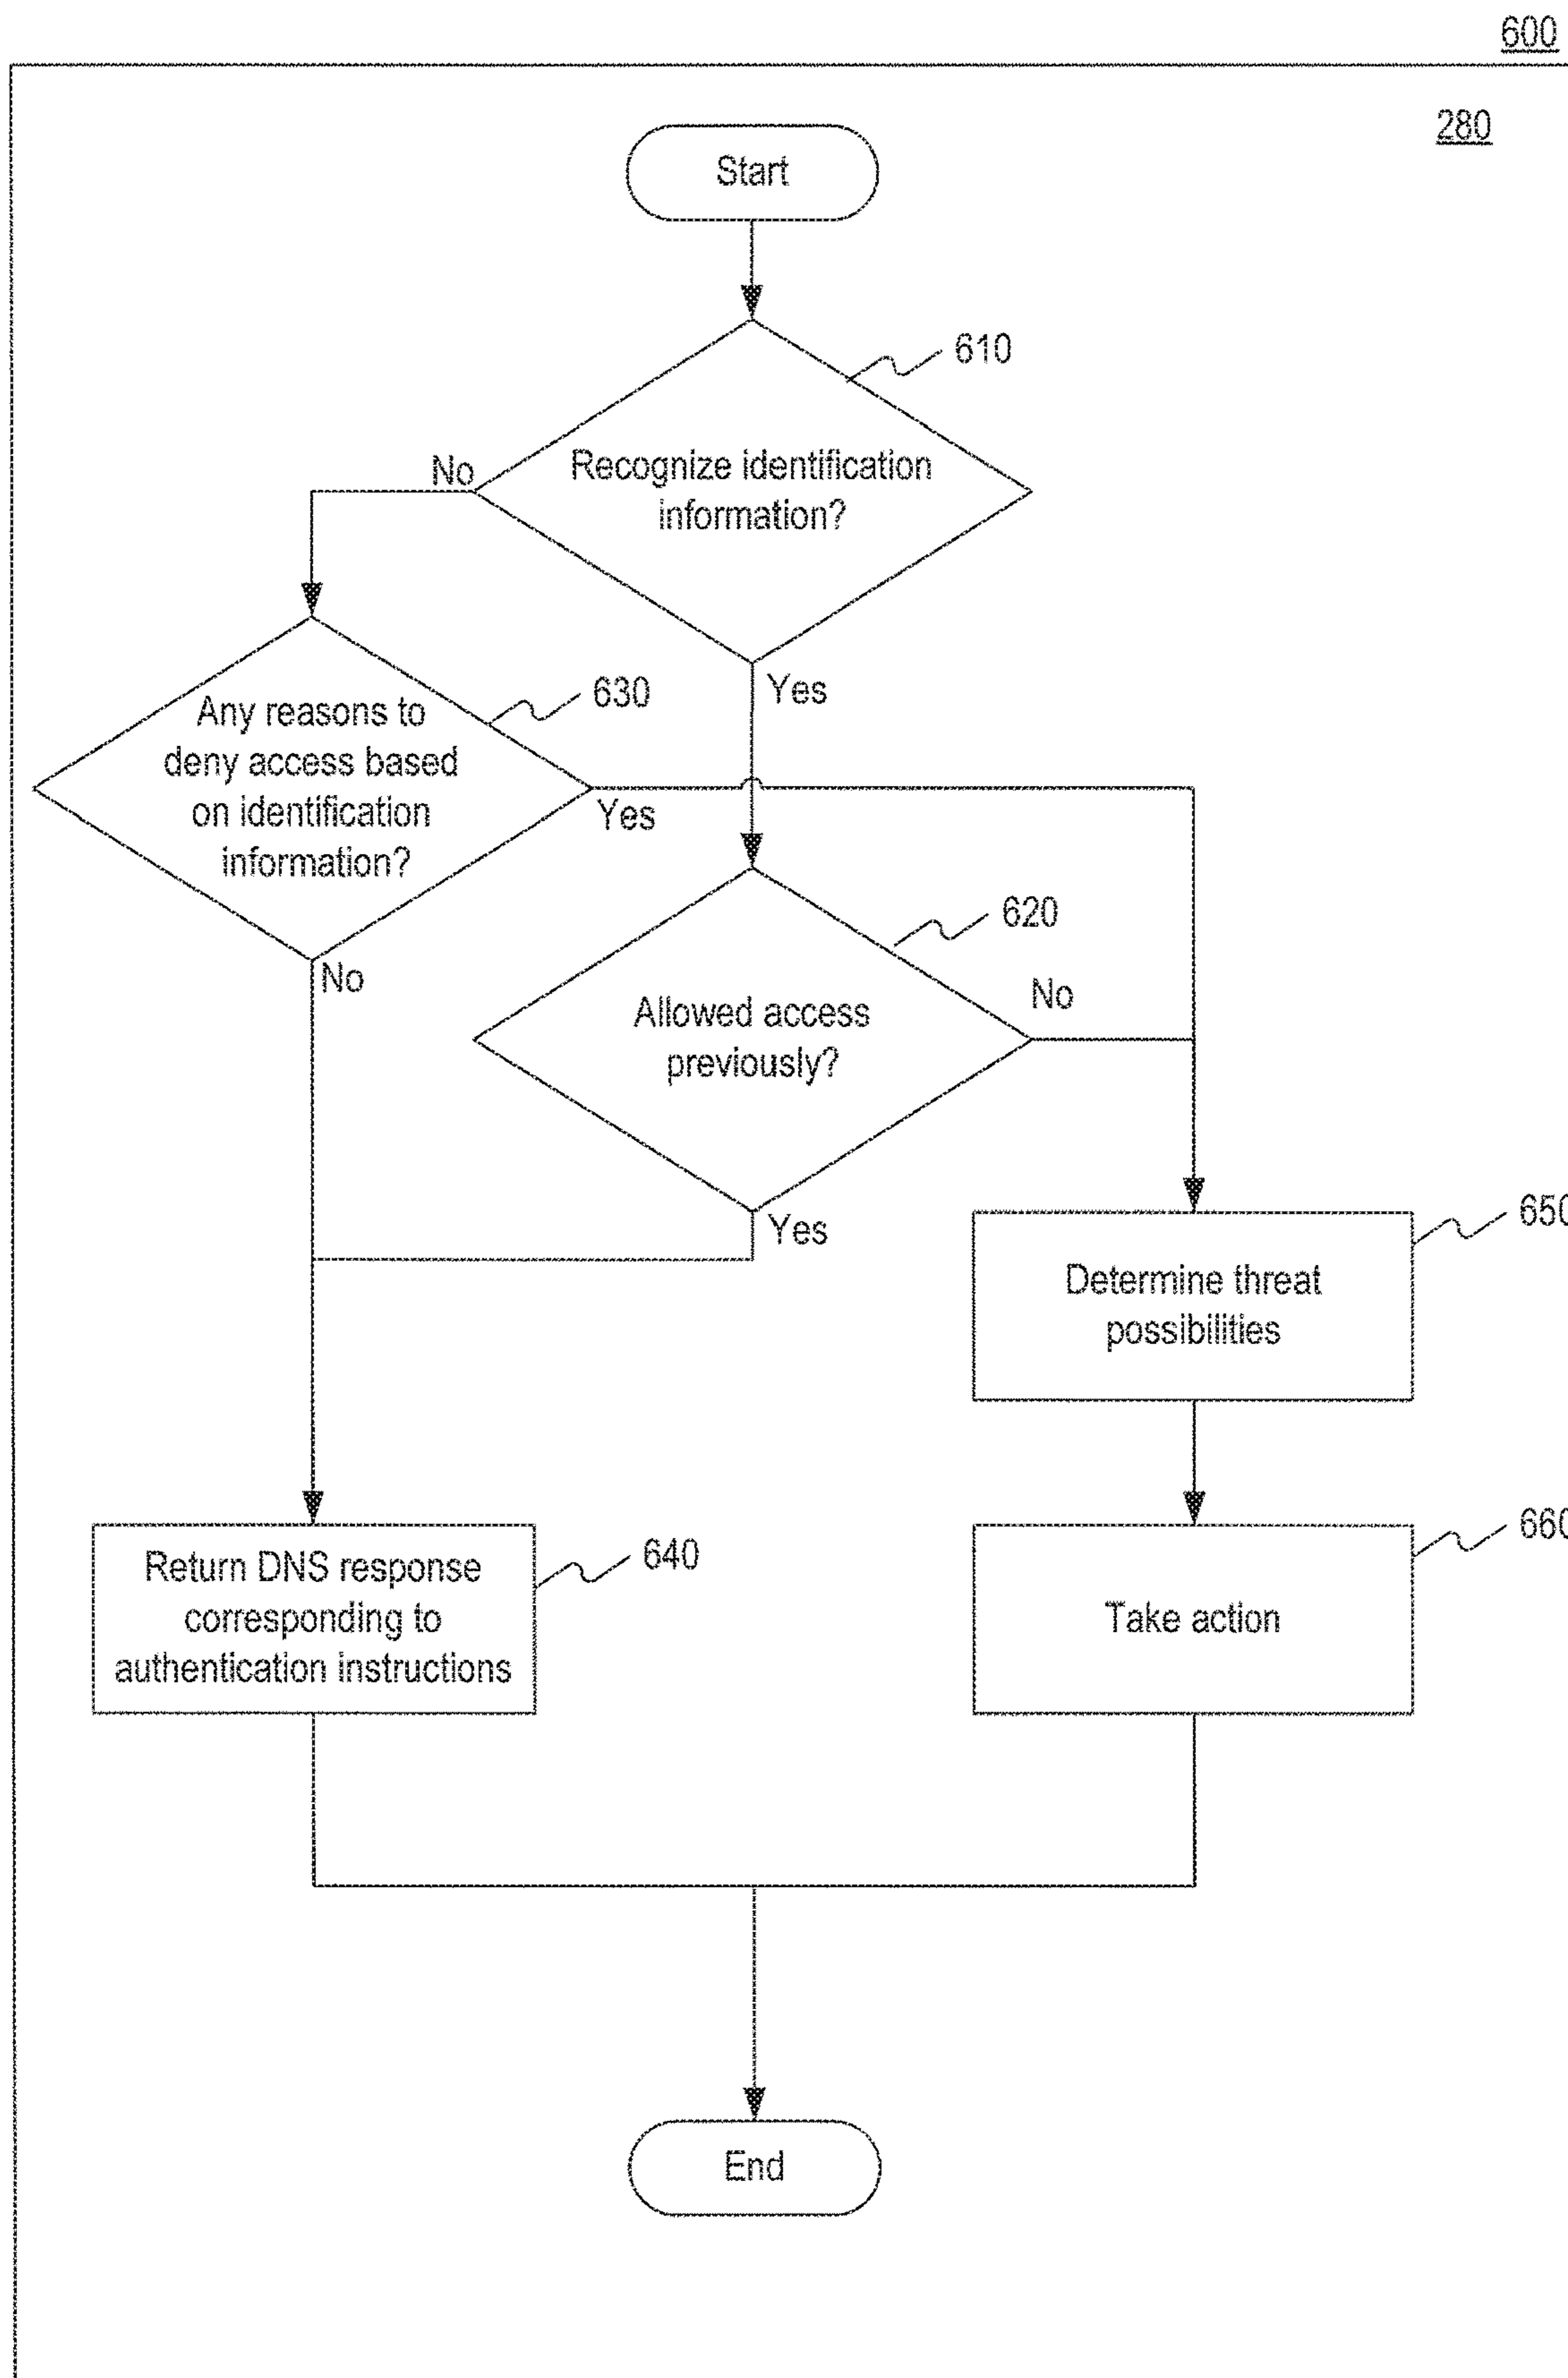 600
280
Start
610
No
Recognize identification
information?
Yes
630
Any reasons to
deny access based
on identification
information?
Yes
No
620
Allowed access
previously?
No
Yes
650
Determine threat
possibilities
640
Return DNS response
corresponding to
authentication instructions
660
Take action
End